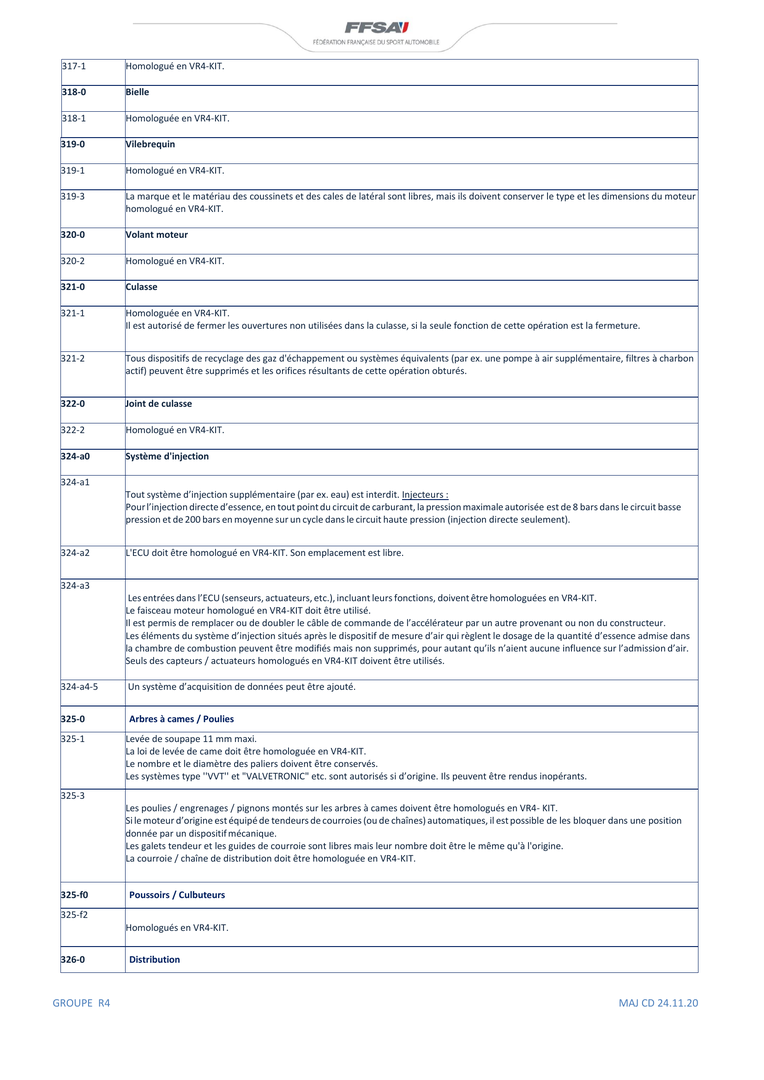 FFSA
FÉDÉRATION FRANÇAISE DU SPORT AUTOMOBILE
317-1 Homologué en VR4-KIT.
318-0 Bielle
318-1 Homologuée en VR4-KIT.
319-0 Vilebrequin
319-1 Homologué en VR4-KIT.
319-3 La marque et le matériau des coussinets et des cales de latéral sont libres, mais ils doivent conserver le type et les dimensions du moteur
homologué en VR4-KIT.
320-0 Volant moteur
320-2 Homologué en VR4-KIT.
321-0 Culasse
321-1 Homologuée en VR4-KIT.
Il est autorisé de fermer les ouvertures non utilisées dans la culasse, si la seule fonction de cette opération est la fermeture.
321-2 Tous dispositifs de recyclage des gaz d'échappement ou systèmes équivalents (par ex. une pompe à air supplémentaire, filtres à charbon
actif) peuvent être supprimés et les orifices résultants de cette opération obturés.
322-0 Joint de culasse
322-2 Homologué en VR4-KIT.
324-a0 Système d'injection
324-a1
Tout système d'injection supplémentaire (par ex. eau) est interdit. Injecteurs :
Pour l'injection directe d'essence, en tout point du circuit de carburant, la pression maximale autorisée est de 8 bars dans le circuit basse
pression et de 200 bars en moyenne sur un cycle dans le circuit haute pression (injection directe seulement).
324-a2 L'ECU doit être homologué en VR4-KIT. Son emplacement est libre.
324-a3
Les entrées dans l'ECU (senseurs, actuateurs, etc.), incluant leurs fonctions, doivent être homologuées en VR4-KIT.
Le faisceau moteur homologué en VR4-KIT doit être utilisé.
Il est permis de remplacer ou de doubler le câble de commande de l'accélérateur par un autre provenant ou non du constructeur.
Les éléments du système d'injection situés après le dispositif de mesure d'air qui règlent le dosage de la quantité d'essence admise dans
la chambre de combustion peuvent être modifiés mais non supprimés, pour autant qu'ils n'aient aucune influence sur l'admission d'air.
Seuls des capteurs / actuateurs homologués en VR4-KIT doivent être utilisés.
324-a4-5 Un système d'acquisition de données peut être ajouté.
325-0 Arbres à cames / Poulies
325-1 Levée de soupape 11 mm maxi.
La loi de levée de came doit être homologuée en VR4-KIT.
Le nombre et le diamètre des paliers doivent être conservés.
Les systèmes type ''VVT'' et "VALVETRONIC" etc. sont autorisés si d'origine. Ils peuvent être rendus inopérants.
325-3
Les poulies / engrenages / pignons montés sur les arbres à cames doivent être homologués en VR4- KIT.
Si le moteur d'origine est équipé de tendeurs de courroies (ou de chaînes) automatiques, il est possible de les bloquer dans une position
donnée par un dispositif mécanique.
Les galets tendeur et les guides de courroie sont libres mais leur nombre doit être le même qu'à l'origine.
La courroie / chaîne de distribution doit être homologuée en VR4-KIT.
325-f0 Poussoirs / Culbuteurs
325-f2
Homologués en VR4-KIT.
326-0 Distribution
GROUPE R4 MAJ CD 24.11.20